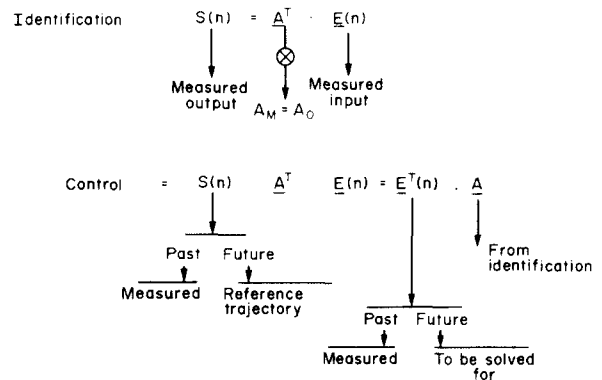 Identification S(n) = A^T . E(n)
Measured output
Measured input
A_M = A_O
Control = S(n) A^T E(n) = E^T(n) . A
From identification
Past Future
Measured
Reference trajectory
Past Future
Measured
To be solved for